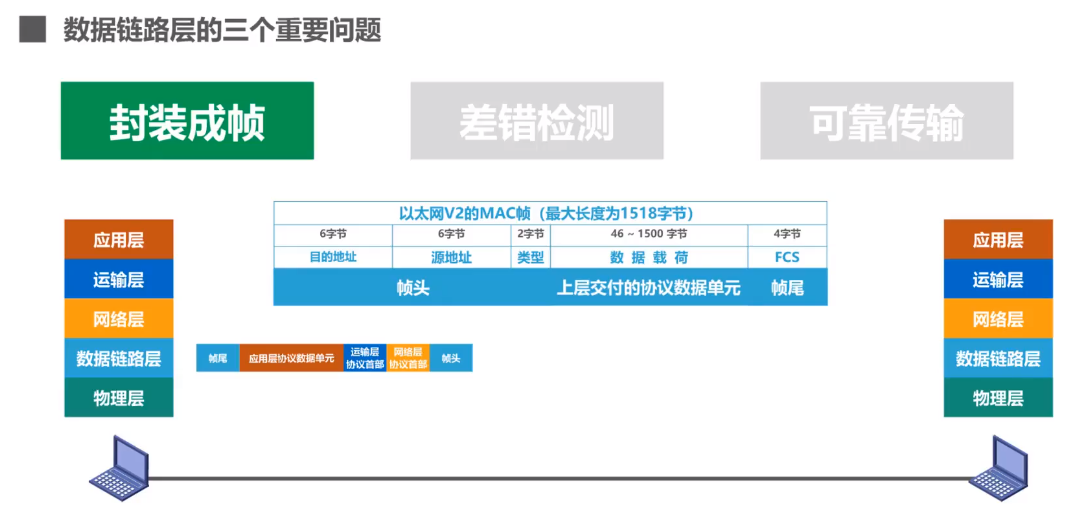 数据链路层的三个重要问题
封装成帧
差错检测
可靠传输
以太网V2的MAC帧（最大长度为1518字节）
6字节 6字节 2字节 46 ~ 1500 字节 4字节
目的地址 源地址 类型 数 据 载 荷 FCS
帧头 上层交付的协议数据单元 帧尾
应用层
运输层
网络层
数据链路层
物理层
帧尾 应用层协议数据单元 运输层 协议首部 网络层 协议首部 帧头
应用层
运输层
网络层
数据链路层
物理层